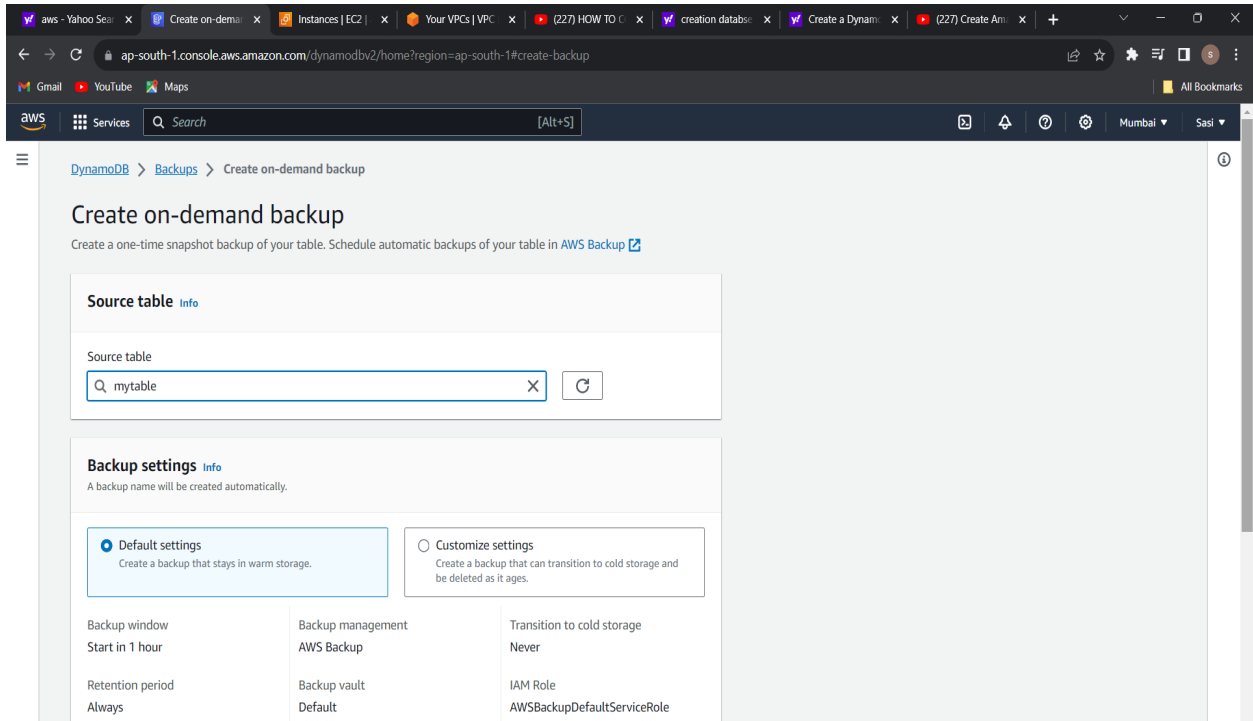 aws - Yahoo Sear
Create on-demar
Instances | EC2 |
Your VPCs | VPC
(227) HOW TO C
creation databse
Create a Dynam
(227) Create Am
ap-south-1.console.aws.amazon.com/dynamodbv2/home?region=ap-south-1#create-backup
S
Gmail YouTube Maps All Bookmarks
aws Services Search [Alt+S] Mumbai Sasi
DynamoDB > Backups > Create on-demand backup
Create on-demand backup
Create a one-time snapshot backup of your table. Schedule automatic backups of your table in AWS Backup
Source table Info
Source table
mytable
Backup settings Info
A backup name will be created automatically.
Default settings
Create a backup that stays in warm storage.
Customize settings
Create a backup that can transition to cold storage and
be deleted as it ages.
Backup window
Start in 1 hour
Backup management
AWS Backup
Transition to cold storage
Never
Retention period
Always
Backup vault
Default
IAM Role
AWSBackupDefaultServiceRole